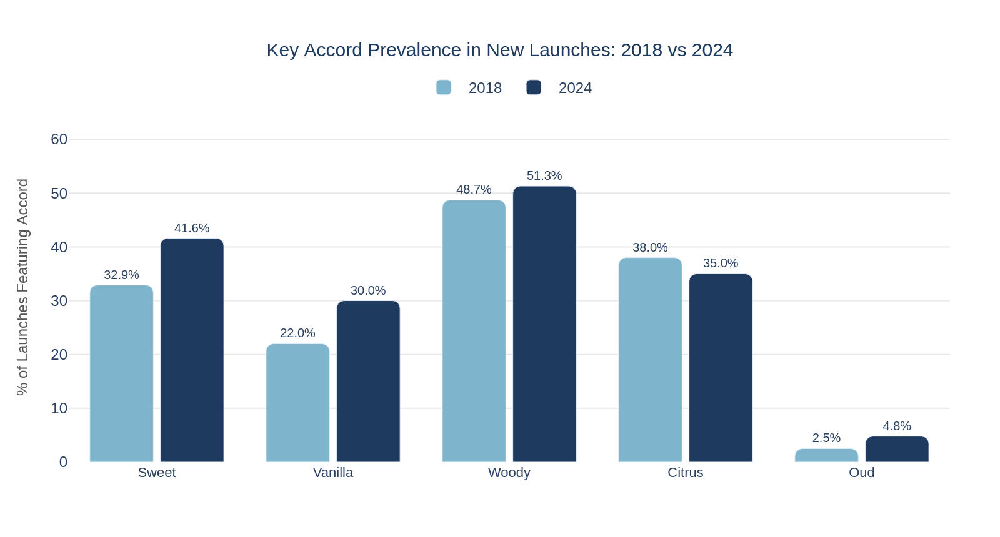 Key Accord Prevalence in New Launches: 2018 vs 2024
2018
2024
% of Launches Featuring Accord
60
50
40
30
20
10
0
32.9%
41.6%
22.0%
30.0%
48.7%
51.3%
38.0%
35.0%
2.5%
4.8%
Sweet
Vanilla
Woody
Citrus
Oud